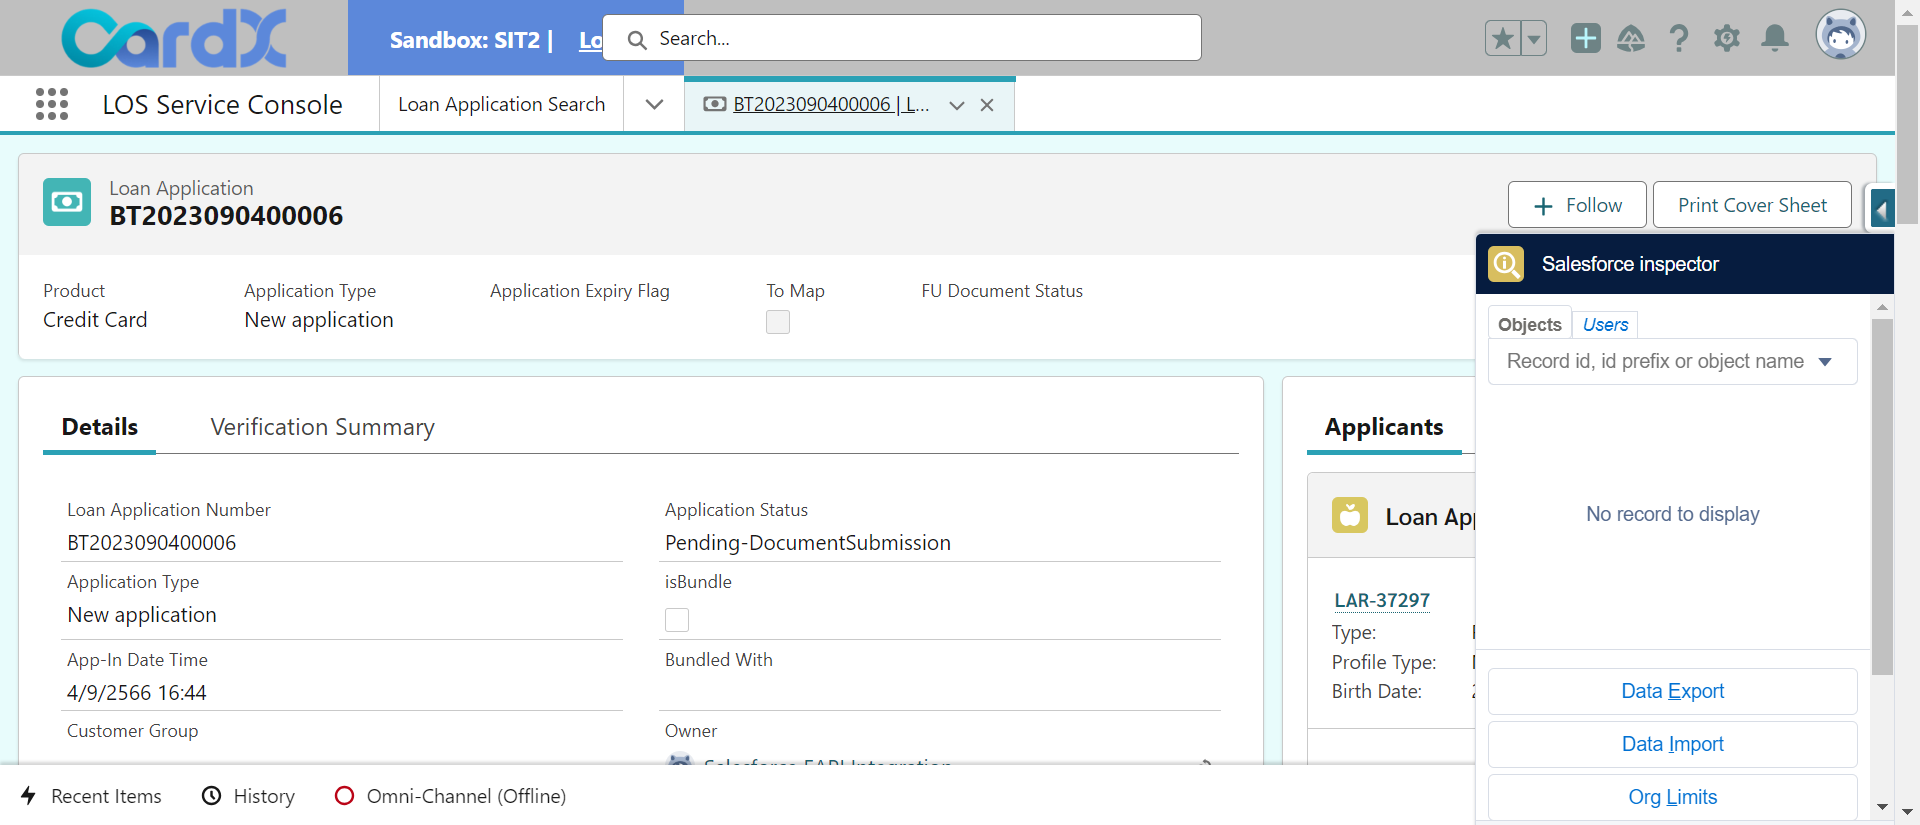 CardX
Sandbox: SIT2 | Lo
Search...
LOS Service Console
Loan Application Search
BT2023090400006 | L...
Loan Application
BT2023090400006
Follow
Print Cover Sheet
Product
Credit Card
Application Type
New application
Application Expiry Flag
To Map
FU Document Status
Salesforce inspector
Objects
Users
Record id, id prefix or object name
No record to display
Data Export
Data Import
Org Limits
Details
Verification Summary
Loan Application Number
BT2023090400006
Application Status
Pending-DocumentSubmission
Application Type
New application
isBundle
App-In Date Time
4/9/2566 16:44
Bundled With
Customer Group
Owner
Salesforce EAPI Integration
Applicants
Loan App
LAR-37297
Type:
Profile Type:
Birth Date:
Recent Items
History
Omni-Channel (Offline)